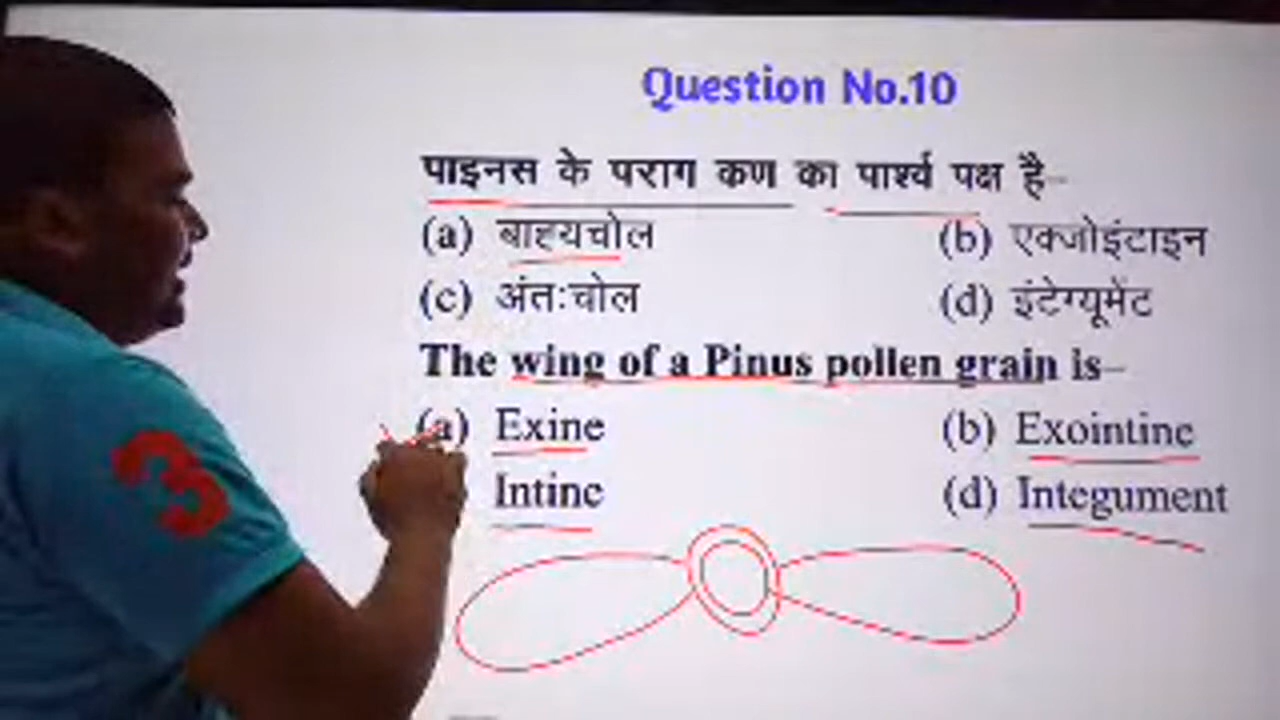 Question No.10
पाइनस के पराग कण का पार्श्व पक्ष है–
(a) बाह्यचोल (b) एक्जोइंटाइन
(c) अंतःचोल (d) इंटेग्यूमेंट
The wing of a Pinus pollen grain is–
(a) Exine (b) Exointine
Intine (d) Integument
3